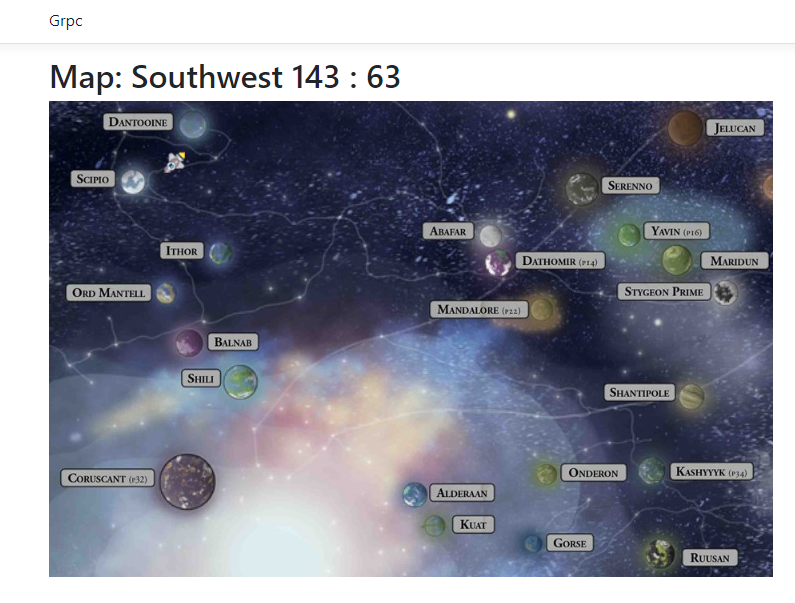 Grpc
Map: Southwest 143 : 63
DANTOOINE
JELUCAN
SCIPIO
SERENNO
ABAFAR
YAVIN (P16)
ITHOR
DATHOMIR (P14)
MARIDUN
ORD MANTELL
STYGEON PRIME
MANDALORE (P22)
BALNAB
SHILI
SHANTIPOLE
CORUSCANT (P32)
ONDERON
KASHYYYK (P34)
ALDERAAN
KUAT
GORSE
RUUSAN